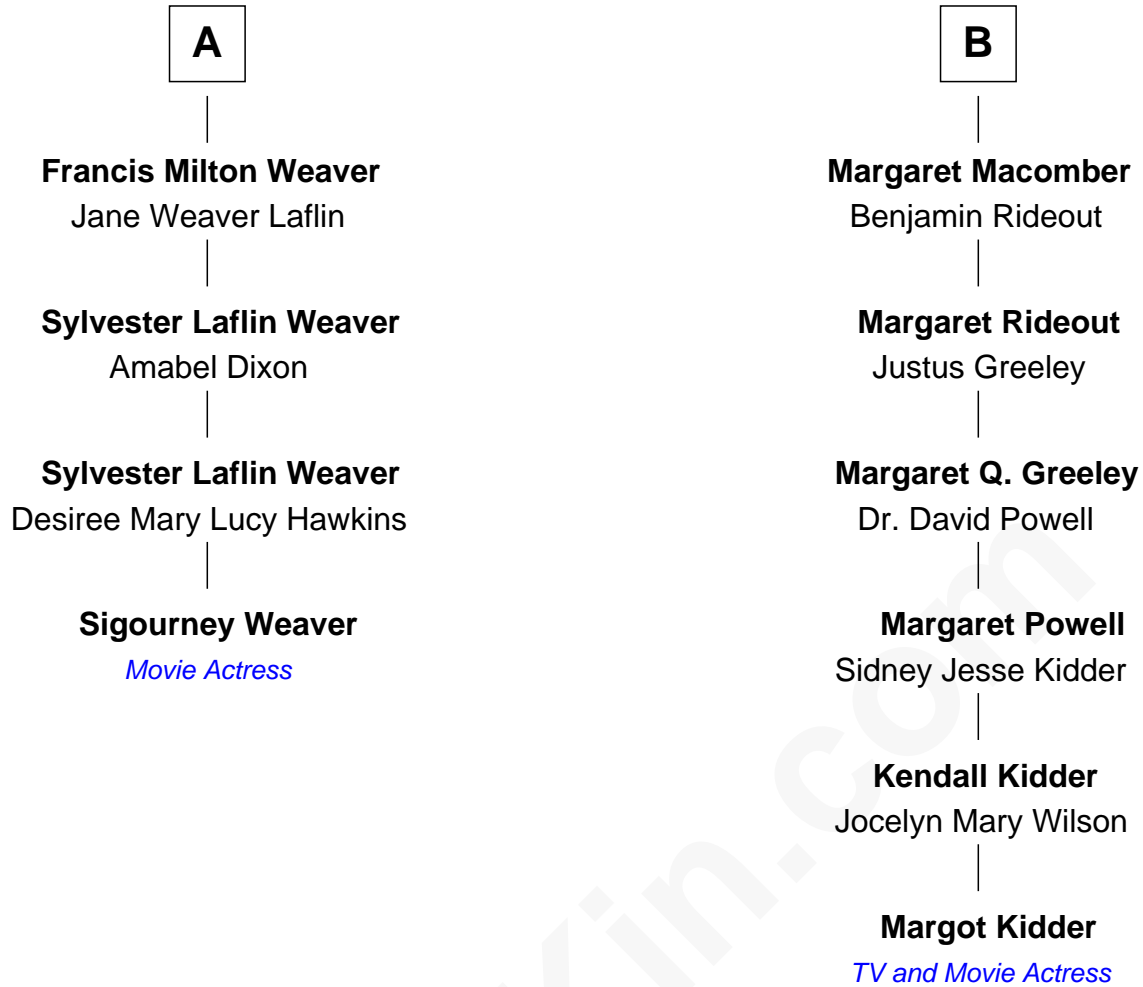 A
Francis Milton Weaver
Jane Weaver Laflin
Sylvester Laflin Weaver
Amabel Dixon
Sylvester Laflin Weaver
Desiree Mary Lucy Hawkins
Sigourney Weaver
Movie Actress
B
Margaret Macomber
Benjamin Rideout
Margaret Rideout
Justus Greeley
Margaret Q. Greeley
Dr. David Powell
Margaret Powell
Sidney Jesse Kidder
Kendall Kidder
Jocelyn Mary Wilson
Margot Kidder
TV and Movie Actress
Kin.com